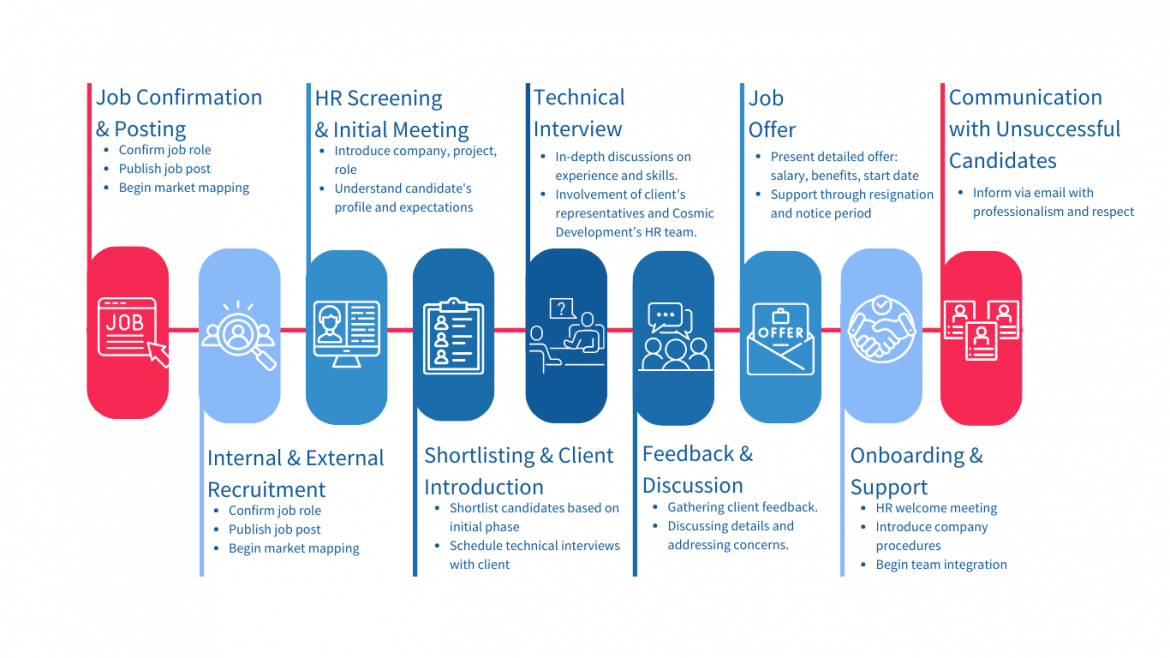 Job Confirmation
& Posting
• Confirm job role
• Publish job post
• Begin market mapping
HR Screening
& Initial Meeting
• Introduce company, project,
role
• Understand candidate's
profile and expectations
Technical
Interview
• In-depth discussions on
experience and skills.
• Involvement of client’s
representatives and Cosmic
Development’s HR team.
Job
Offer
• Present detailed offer:
salary, benefits, start date
• Support through resignation
and notice period
Communication
with Unsuccessful
Candidates
• Inform via email with
professionalism and respect
JOB
?
OFFER
Internal & External
Recruitment
• Confirm job role
• Publish job post
• Begin market mapping
Shortlisting & Client
Introduction
• Shortlist candidates based on
initial phase
• Schedule technical interviews
with client
Feedback &
Discussion
• Gathering client feedback.
• Discussing details and
addressing concerns.
Onboarding &
Support
• HR welcome meeting
• Introduce company
procedures
• Begin team integration